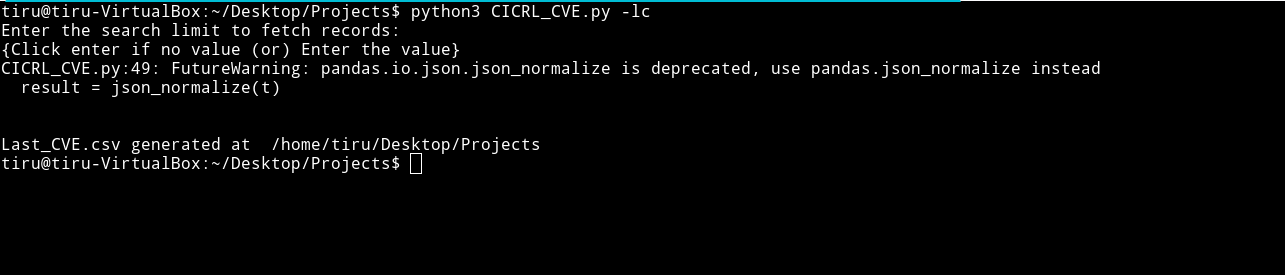 tiru@tiru-VirtualBox:~/Desktop/Projects$ python3 CICRL_CVE.py -lc
Enter the search limit to fetch records:
{Click enter if no value (or) Enter the value}
CICRL_CVE.py:49: FutureWarning: pandas.io.json.json_normalize is deprecated, use pandas.json_normalize instead
  result = json_normalize(t)
Last_CVE.csv generated at  /home/tiru/Desktop/Projects
tiru@tiru-VirtualBox:~/Desktop/Projects$